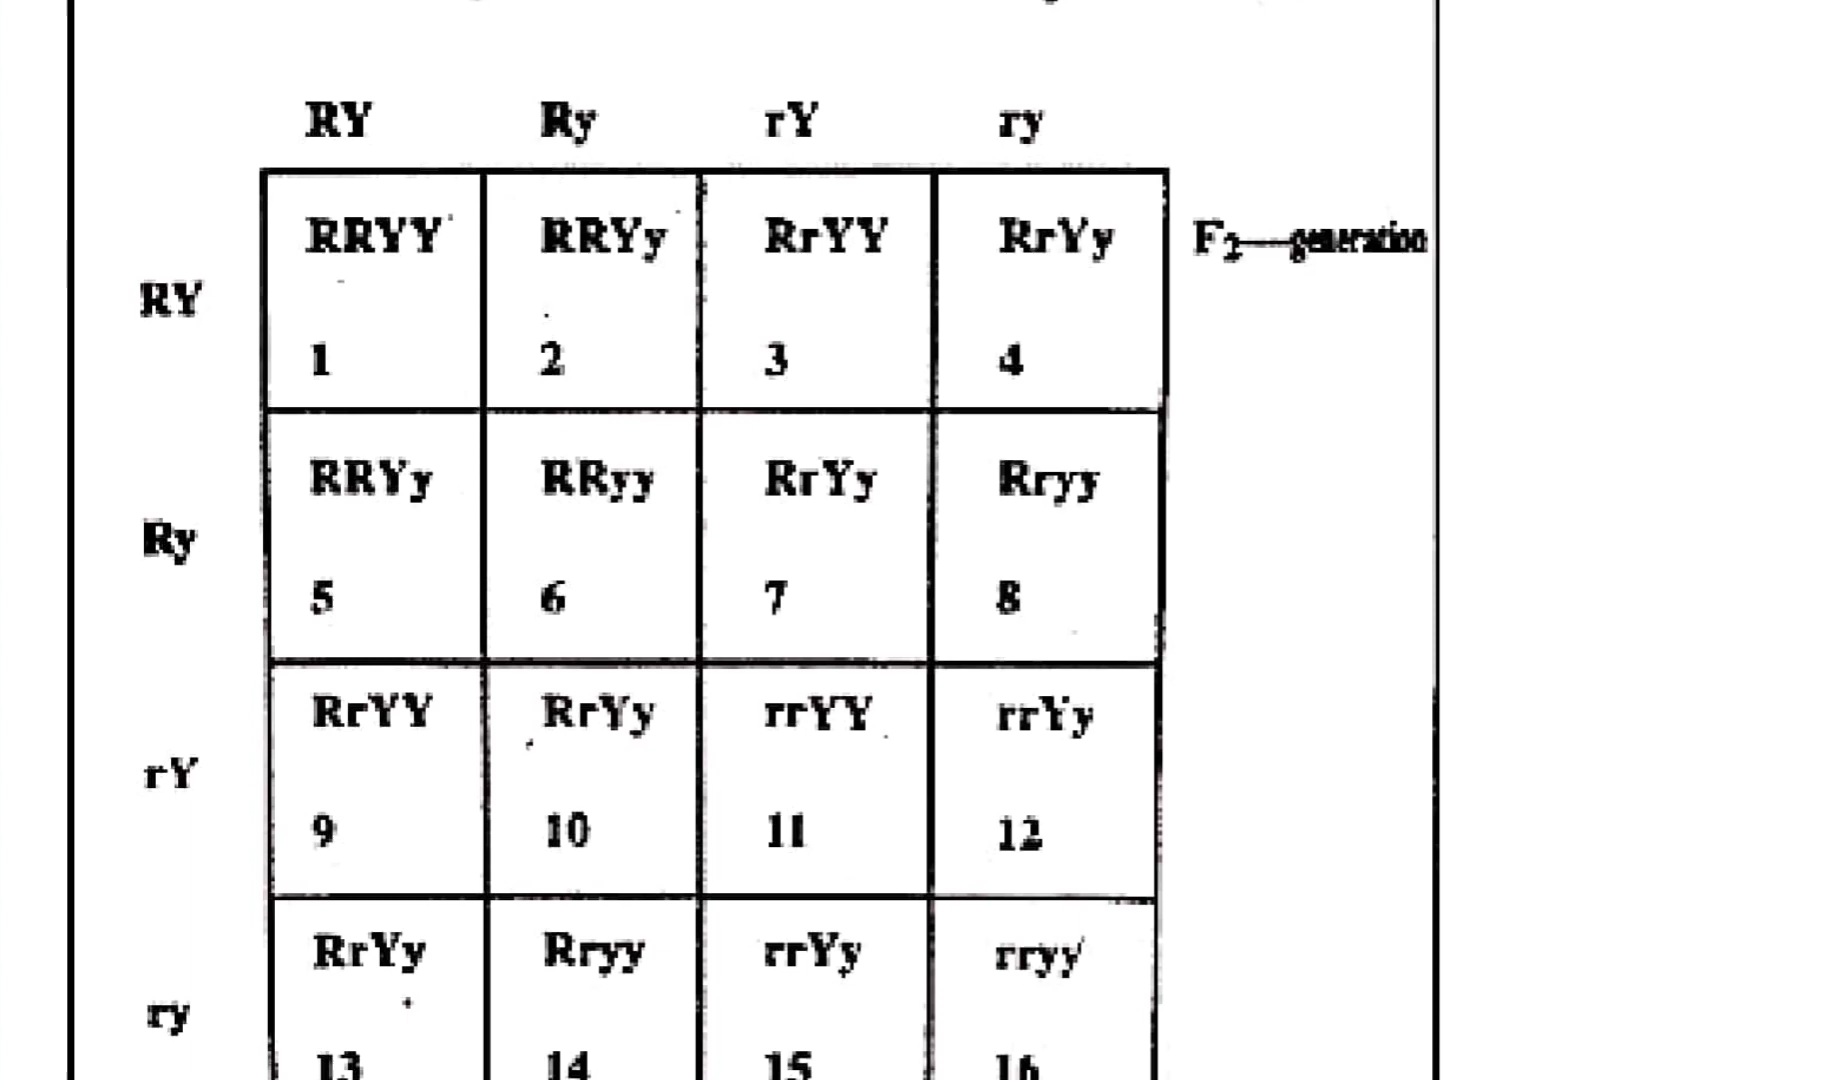 RY Ry rY ry
RRYY RRYy RrYY RrYy F2—generation
RY
1 2 3 4
RRYy RRyy RrYy Rryy
Ry
5 6 7 8
RrYY RrYy rrYY rrYy
rY
9 10 11 12
RrYy Rryy rrYy rryy
ry
13 14 15 16